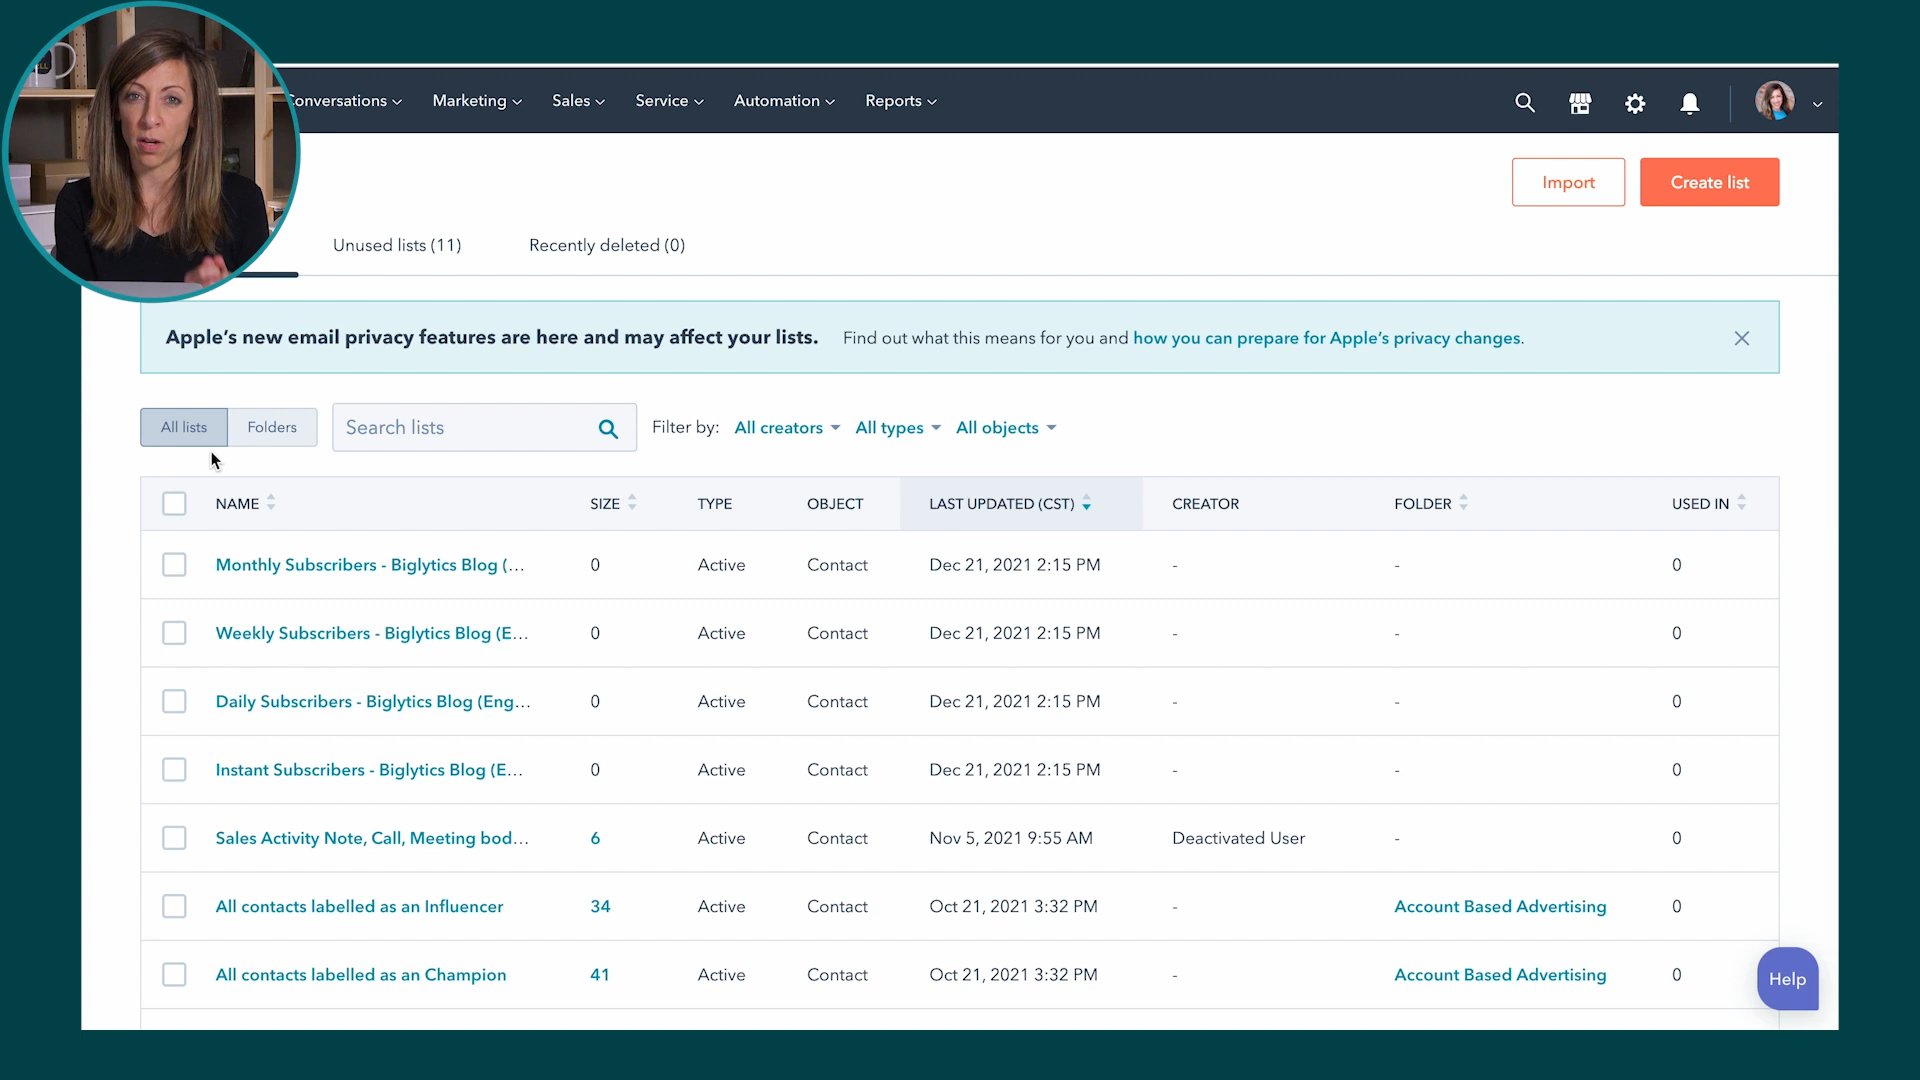 Conversations Marketing Sales Service Automation Reports
Import Create list
Unused lists (11) Recently deleted (0)
Apple's new email privacy features are here and may affect your lists. Find out what this means for you and how you can prepare for Apple's privacy changes.
All lists Folders Search lists Filter by: All creators All types All objects
NAME SIZE TYPE OBJECT LAST UPDATED (CST) CREATOR FOLDER USED IN
Monthly Subscribers - Biglytics Blog (... 0 Active Contact Dec 21, 2021 2:15 PM - - 0
Weekly Subscribers - Biglytics Blog (E... 0 Active Contact Dec 21, 2021 2:15 PM - - 0
Daily Subscribers - Biglytics Blog (Eng... 0 Active Contact Dec 21, 2021 2:15 PM - - 0
Instant Subscribers - Biglytics Blog (E... 0 Active Contact Dec 21, 2021 2:15 PM - - 0
Sales Activity Note, Call, Meeting bod... 6 Active Contact Nov 5, 2021 9:55 AM Deactivated User - 0
All contacts labelled as an Influencer 34 Active Contact Oct 21, 2021 3:32 PM - Account Based Advertising 0
All contacts labelled as an Champion 41 Active Contact Oct 21, 2021 3:32 PM - Account Based Advertising 0
Help